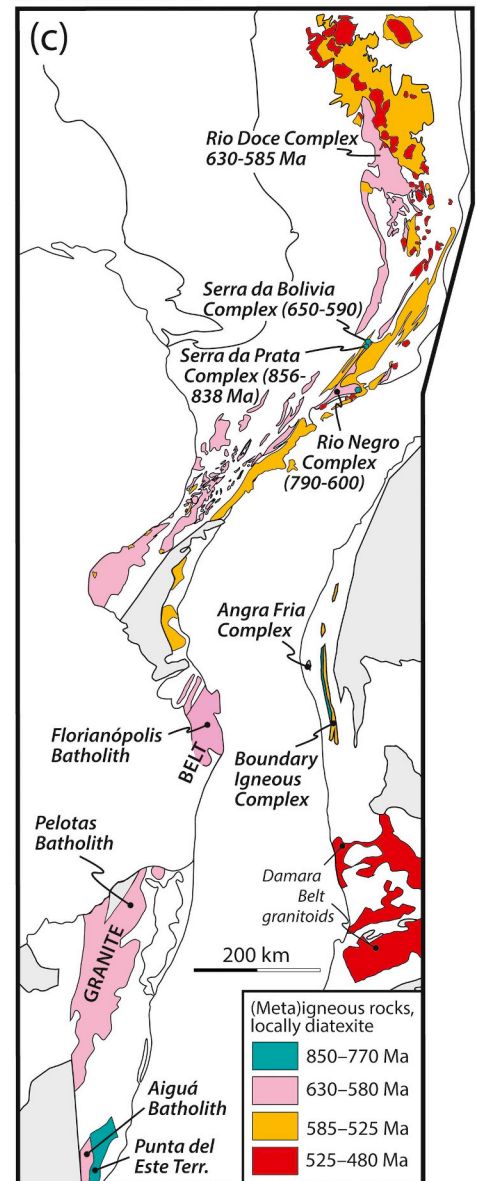 (c)
Rio Doce Complex
630-585 Ma
Serra da Bolivia
Complex (650-590)
Serra da Prata
Complex (856-
838 Ma)
Rio Negro
Complex
(790-600)
Angra Fria
Complex
Florianópolis
Batholith
BELT
Boundary
Igneous
Complex
Pelotas
Batholith
GRANITE
Damara
Belt
granitoids
200 km
Aiguá
Batholith
Punta del
Este Terr.
(Meta)igneous rocks,
locally diatexite
850–770 Ma
630–580 Ma
585–525 Ma
525–480 Ma